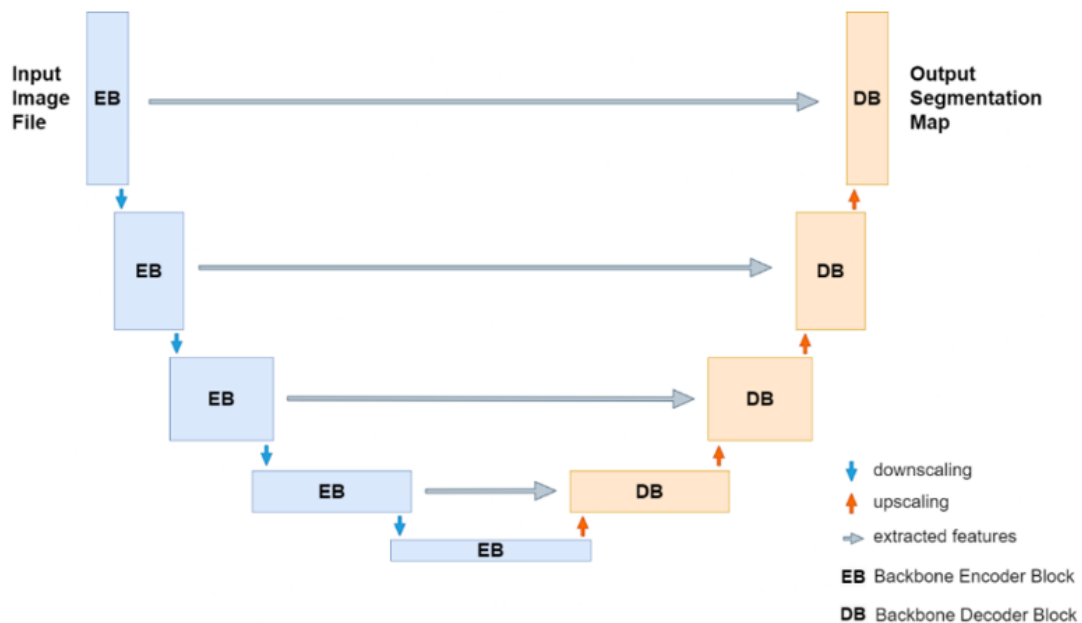 Input
Image
File
EB
DB
Output
Segmentation
Map
EB
DB
EB
DB
EB
DB
EB
downscaling
upscaling
extracted features
EB Backbone Encoder Block
DB Backbone Decoder Block